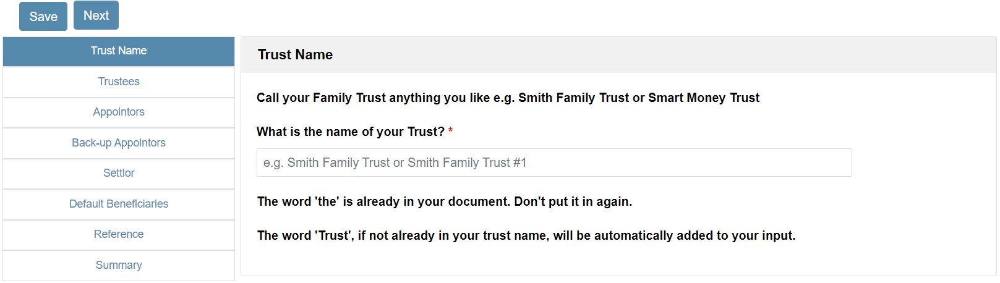 Save
Next
Trust Name
Trustees
Appointors
Back-up Appointors
Settlor
Default Beneficiaries
Reference
Summary
Trust Name
Call your Family Trust anything you like e.g. Smith Family Trust or Smart Money Trust
What is the name of your Trust? *
e.g. Smith Family Trust or Smith Family Trust #1
The word 'the' is already in your document. Don't put it in again.
The word 'Trust', if not already in your trust name, will be automatically added to your input.